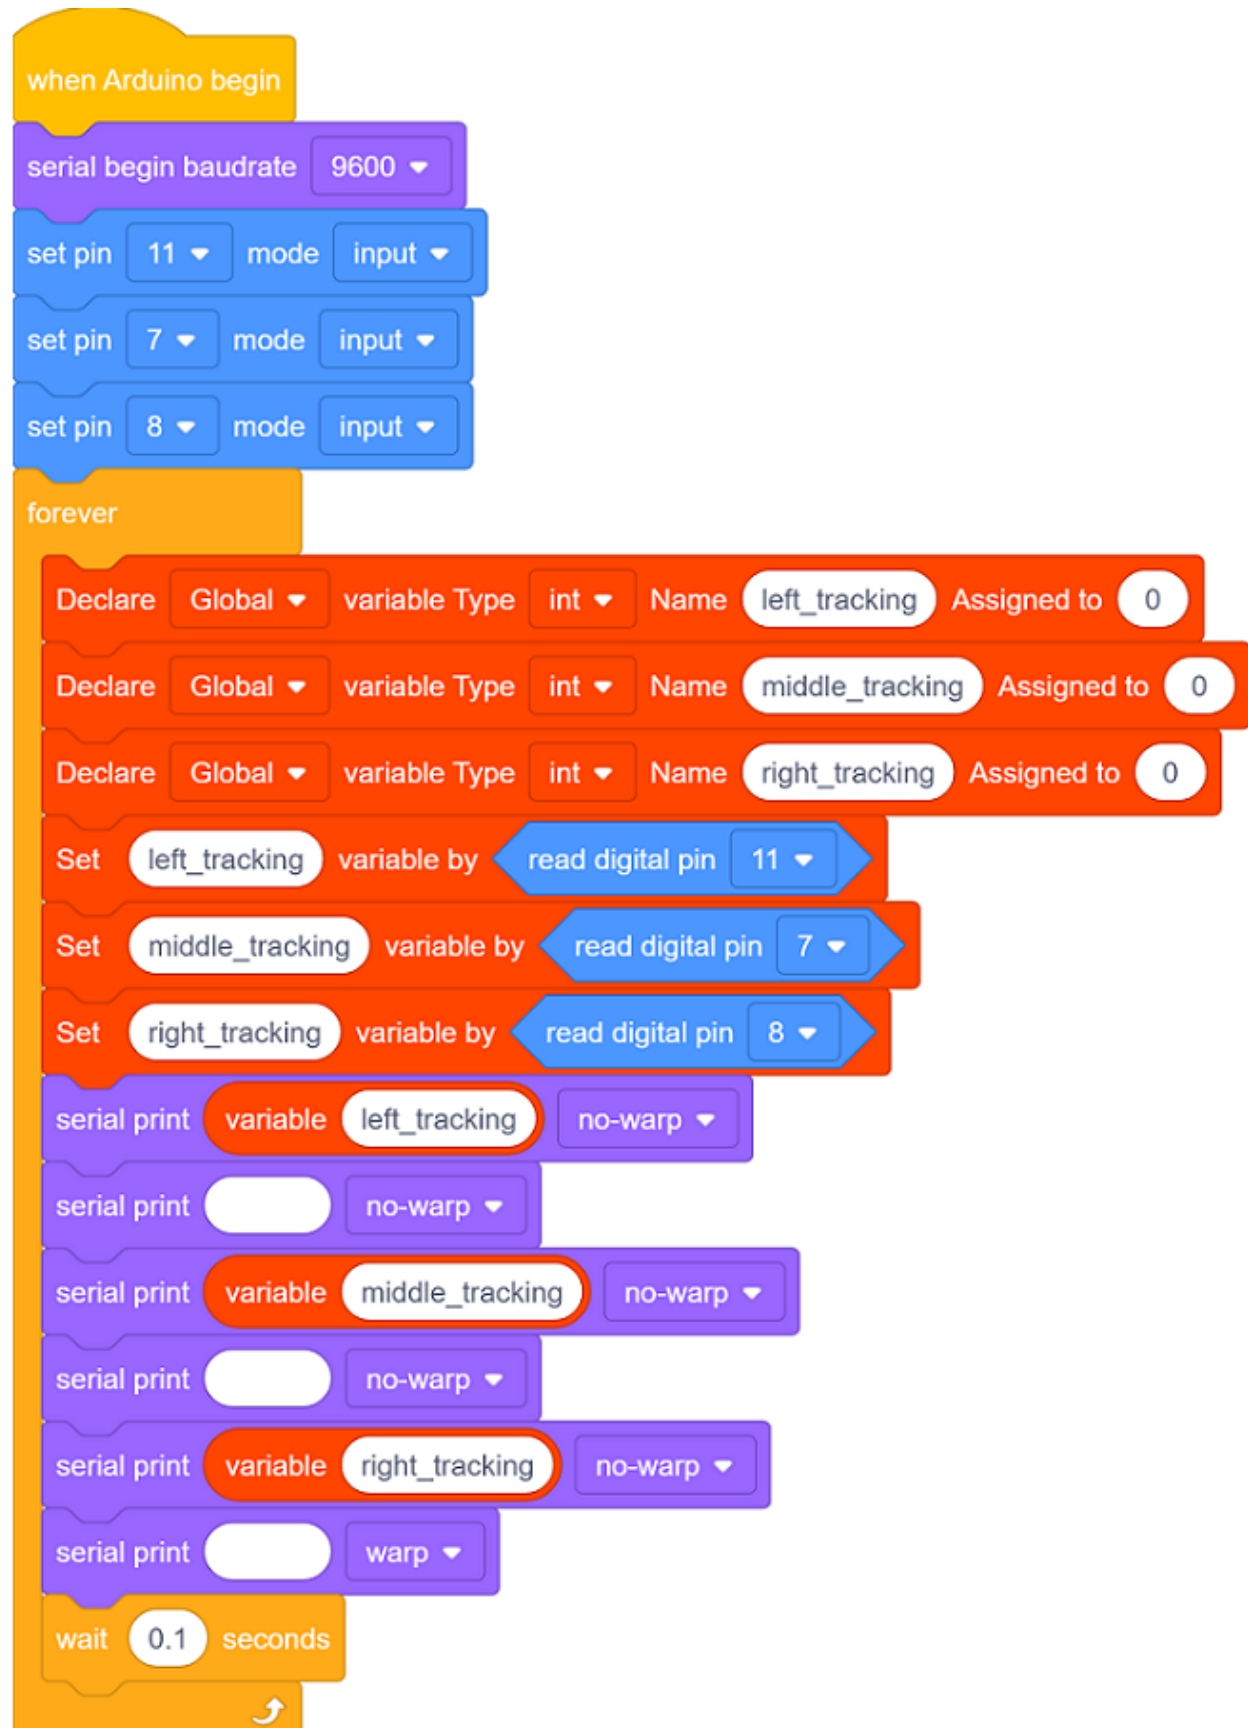 when Arduino begin
serial begin baudrate 9600
set pin 11 mode input
set pin 7 mode input
set pin 8 mode input
forever
Declare Global variable Type int Name left_tracking Assigned to 0
Declare Global variable Type int Name middle_tracking Assigned to 0
Declare Global variable Type int Name right_tracking Assigned to 0
Set left_tracking variable by read digital pin 11
Set middle_tracking variable by read digital pin 7
Set right_tracking variable by read digital pin 8
serial print variable left_tracking no-warp
serial print no-warp
serial print variable middle_tracking no-warp
serial print no-warp
serial print variable right_tracking no-warp
serial print warp
wait 0.1 seconds